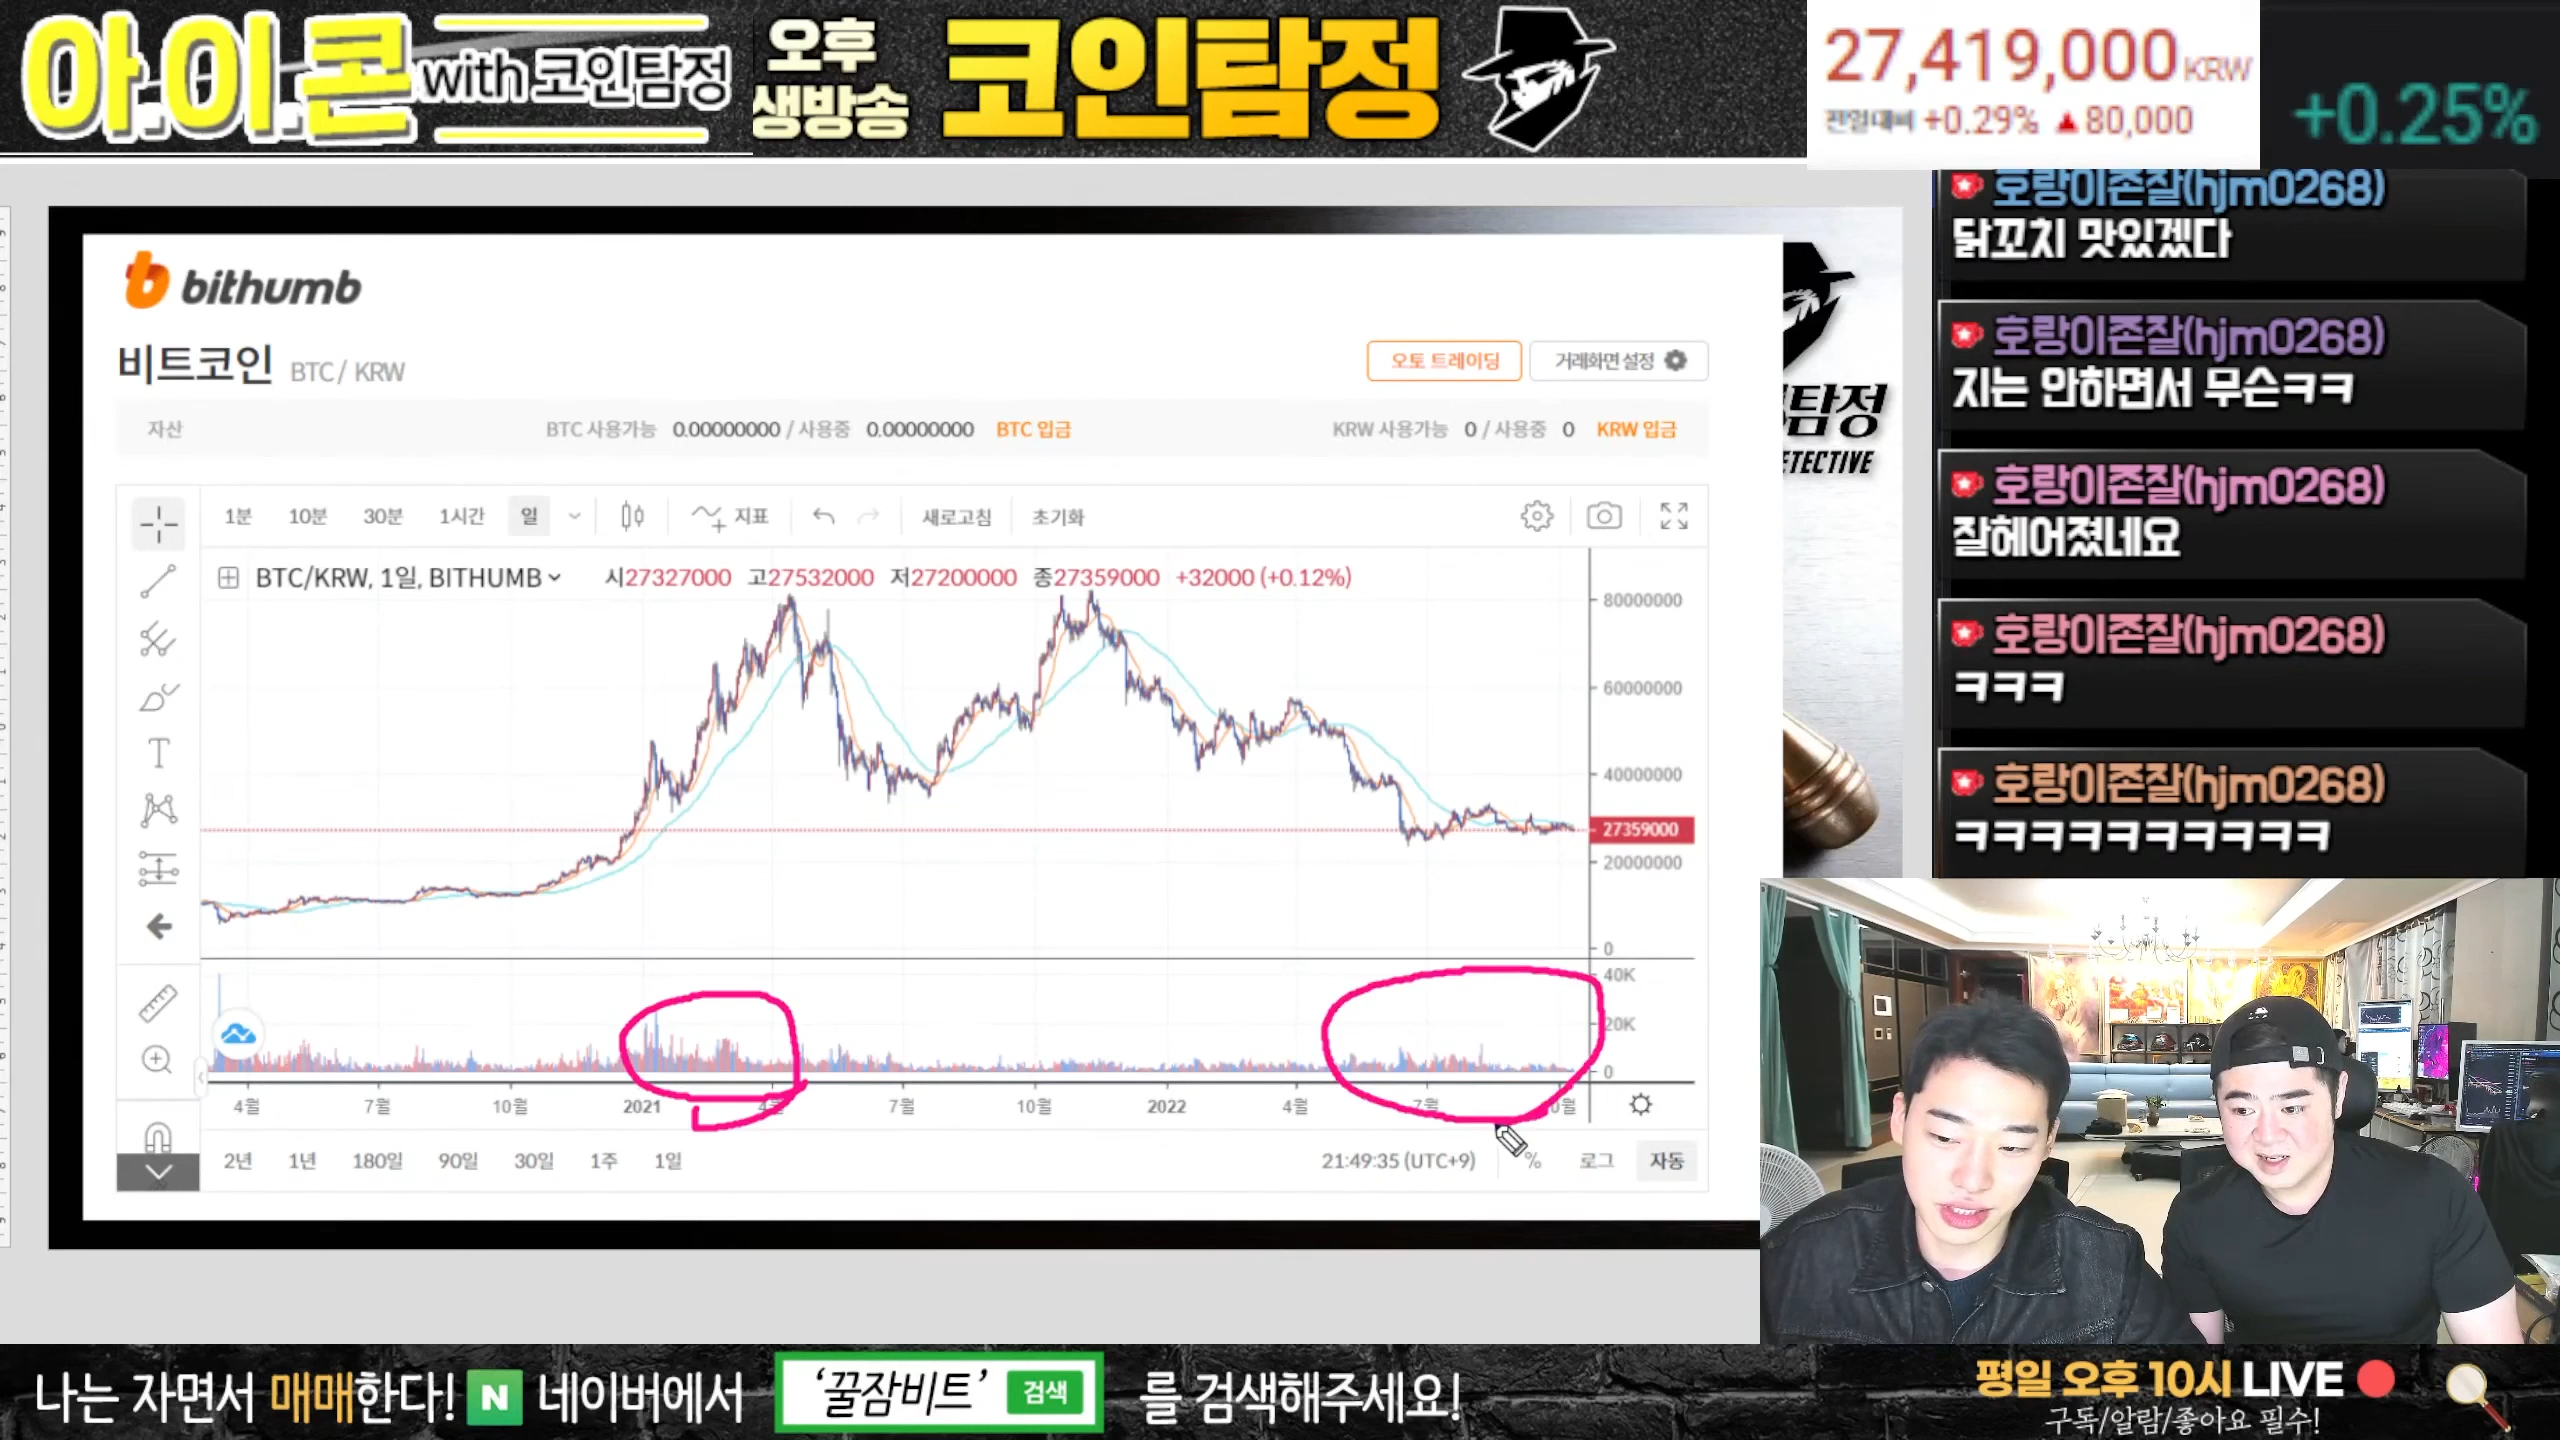 아이콘 with 코인탐정
오후
생방송
코인탐정
27,419,000 KRW
전일대비 +0.29% ▲80,000
+0.25%
호랑이존잘(hjm0268)
닭꼬치 맛있겠다
호랑이존잘(hjm0268)
지는 안하면서 무슨ㅋㅋ
호랑이존잘(hjm0268)
잘헤어졌네요
호랑이존잘(hjm0268)
ㅋㅋㅋ
호랑이존잘(hjm0268)
ㅋㅋㅋㅋㅋㅋㅋㅋㅋㅋ
bithumb
비트코인 BTC/ KRW
오토 트레이딩
거래화면 설정
탐정
ETECTIVE
자산
BTC 사용가능 0.00000000 / 사용중 0.00000000 BTC 입금
KRW 사용가능 0 / 사용중 0 KRW 입금
1분 10분 30분 1시간 일 지표 새로고침 초기화
BTC/KRW, 1일, BITHUMB 시27327000 고27532000 저27200000 종27359000 +32000 (+0.12%)
80000000
60000000
40000000
27359000
20000000
0
40K
20K
0
4월 7월 10월 2021 4월 7월 10월 2022 4월 7월 0월
2년 1년 180일 90일 30일 1주 1일
21:49:35 (UTC+9) % 로그 자동
나는 자면서 매매한다! N 네이버에서 '꿀잠비트' 검색 를 검색해주세요!
평일 오후 10시 LIVE
구독/알람/좋아요 필수!